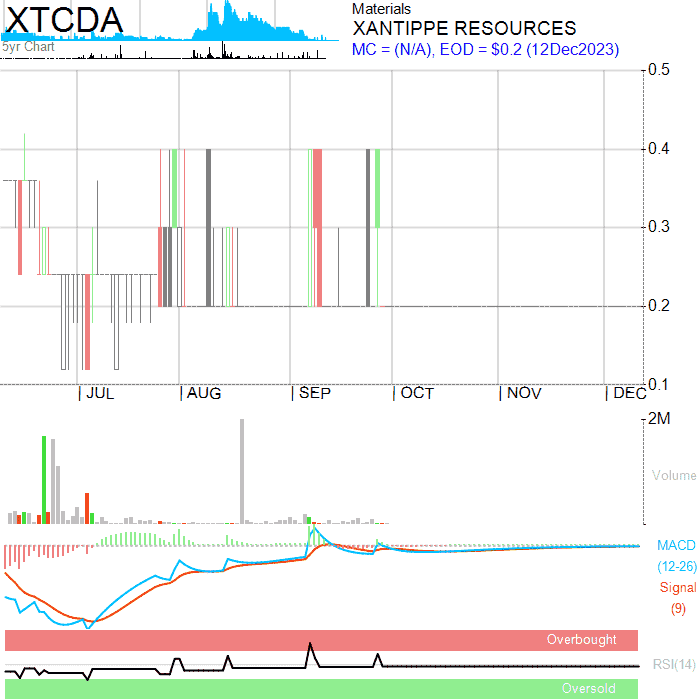 XTCDA
Materials
XANTIPPE RESOURCES
MC = (N/A), EOD = $0.2 (12Dec2023)
5yr Chart
0.5
0.4
0.3
0.2
0.1
| JUL | AUG | SEP | OCT | NOV | DEC
2M
Volume
MACD
(12-26)
Signal
(9)
Overbought
RSI(14)
Oversold